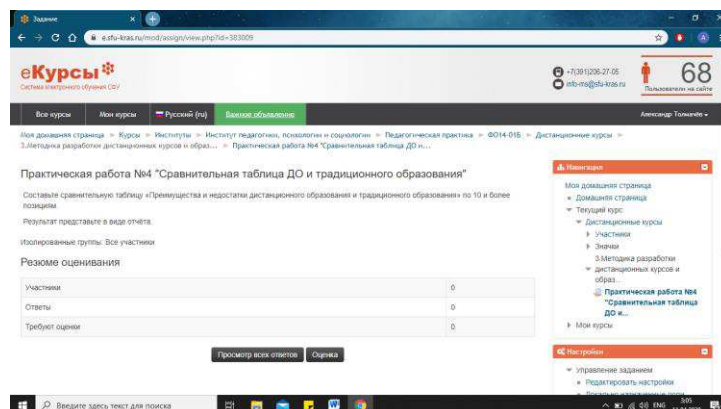 Задание
e.sfu-kras.ru/mod/assign/view.php?id=383809
еКурсы
Система электронного обучения СФУ
+7(391)206-27-05
info-ms@sfu-kras.ru
68
Пользователи на сайте
Все курсы Мои курсы Русский (ru) Важное объявление
Александр Толмачёв
Моя домашняя страница Курсы Институты Институт педагогики, психологии и социологии Педагогическая практика ФО14-01Б Дистанционные курсы
3.Методика разработки дистанционных курсов и образ... Практическая работа №4 "Сравнительная таблица ДО и...
Практическая работа №4 "Сравнительная таблица ДО и традиционного образования"
Составьте сравнительную таблицу «Преимущества и недостатки дистанционного образования и традиционного образования» по 10 и более
позициям.
Результат представьте в виде отчёта.
Изолированные группы: Все участники
Резюме оценивания
Участники 0
Ответы 0
Требуют оценки 0
Просмотр всех ответов Оценка
Навигация
Моя домашняя страница
Домашняя страница
Текущий курс
Дистанционные курсы
Участники
Значки
3.Методика разработки
дистанционных курсов и
образ...
Практическая работа №4
"Сравнительная таблица
ДО и...
Мои курсы
Настройки
Управление заданием
Редактировать настройки
Введите здесь текст для поиска
ENG
3:05